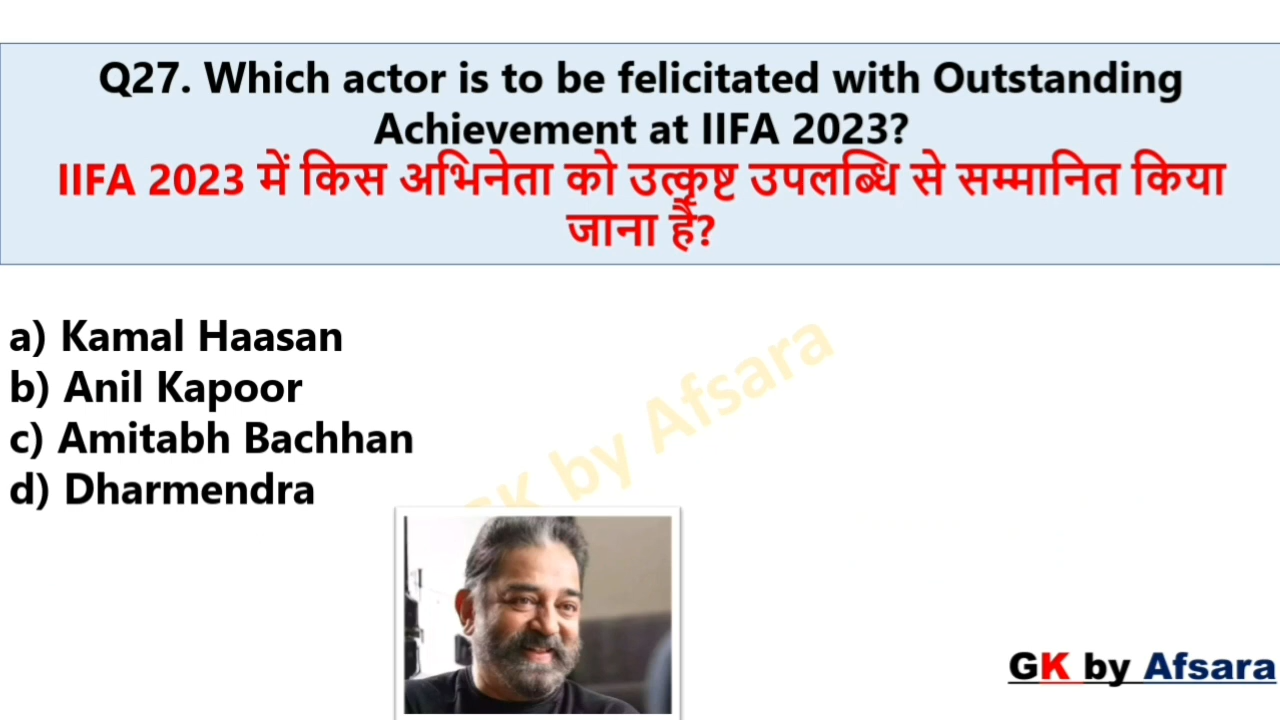 Q27. Which actor is to be felicitated with Outstanding
Achievement at IIFA 2023?
IIFA 2023 में किस अभिनेता को उत्कृष्ट उपलब्धि से सम्मानित किया
जाना है?
a) Kamal Haasan
b) Anil Kapoor
c) Amitabh Bachhan
d) Dharmendra
GK by Afsara
GK by Afsara